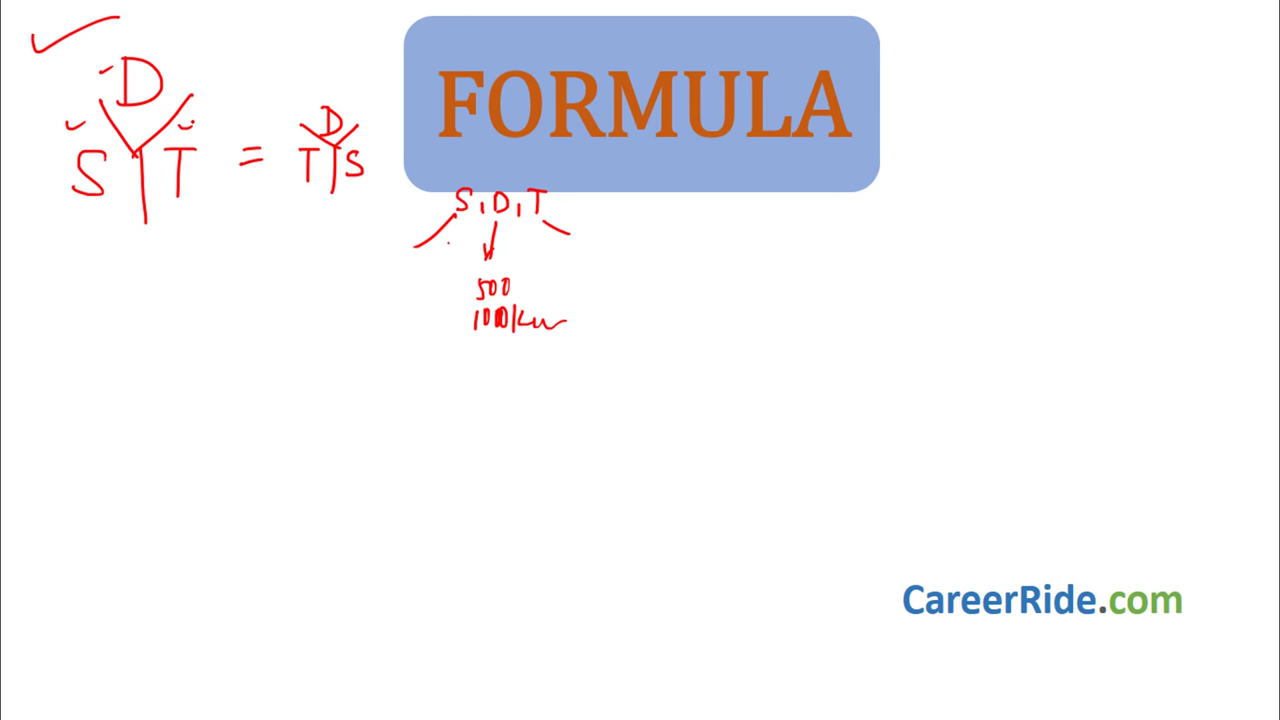 FORMULA
D
S T = D
T S
S, D, T
500
1000/km
CareerRide.com